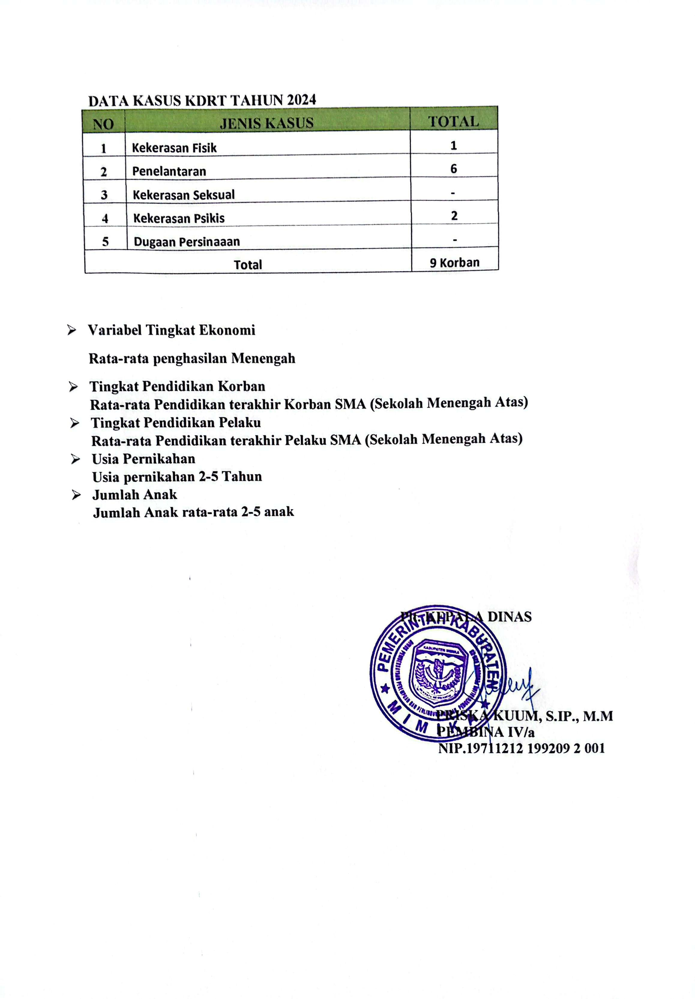 DATA KASUS KDRT TAHUN 2024
NO JENIS KASUS TOTAL
1 Kekerasan Fisik 1
2 Penelantaran 6
3 Kekerasan Seksual -
4 Kekerasan Psikis 2
5 Dugaan Persinaaan -
Total 9 Korban
➢ Variabel Tingkat Ekonomi
Rata-rata penghasilan Menengah
➢ Tingkat Pendidikan Korban
Rata-rata Pendidikan terakhir Korban SMA (Sekolah Menengah Atas)
➢ Tingkat Pendidikan Pelaku
Rata-rata Pendidikan terakhir Pelaku SMA (Sekolah Menengah Atas)
➢ Usia Pernikahan
Usia pernikahan 2-5 Tahun
➢ Jumlah Anak
Jumlah Anak rata-rata 2-5 anak
KEPALA DINAS
PEMERINTAH KABUPATEN
MIMIKA
KABUPATEN MIMIKA
PRISKA KUUM, S.IP., M.M
PEMBINA IV/a
NIP.19711212 199209 2 001